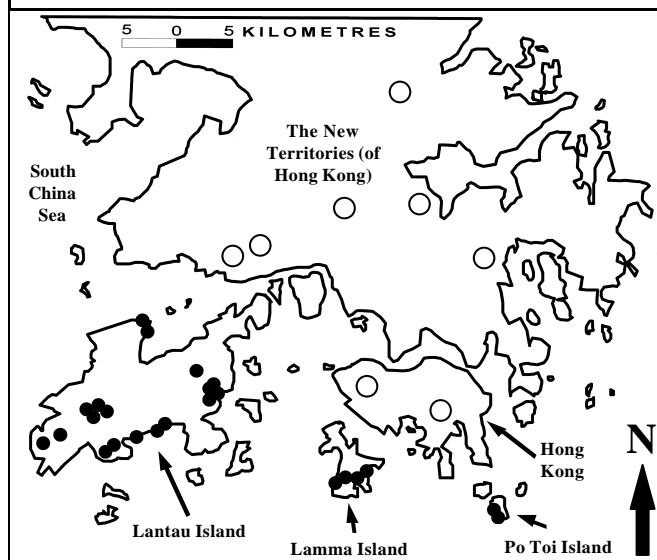 5 0 5 KILOMETRES
The New
Territories (of
Hong Kong)
South
China
Sea
Hong
Kong
N
Lantau Island
Lamma Island
Po Toi Island